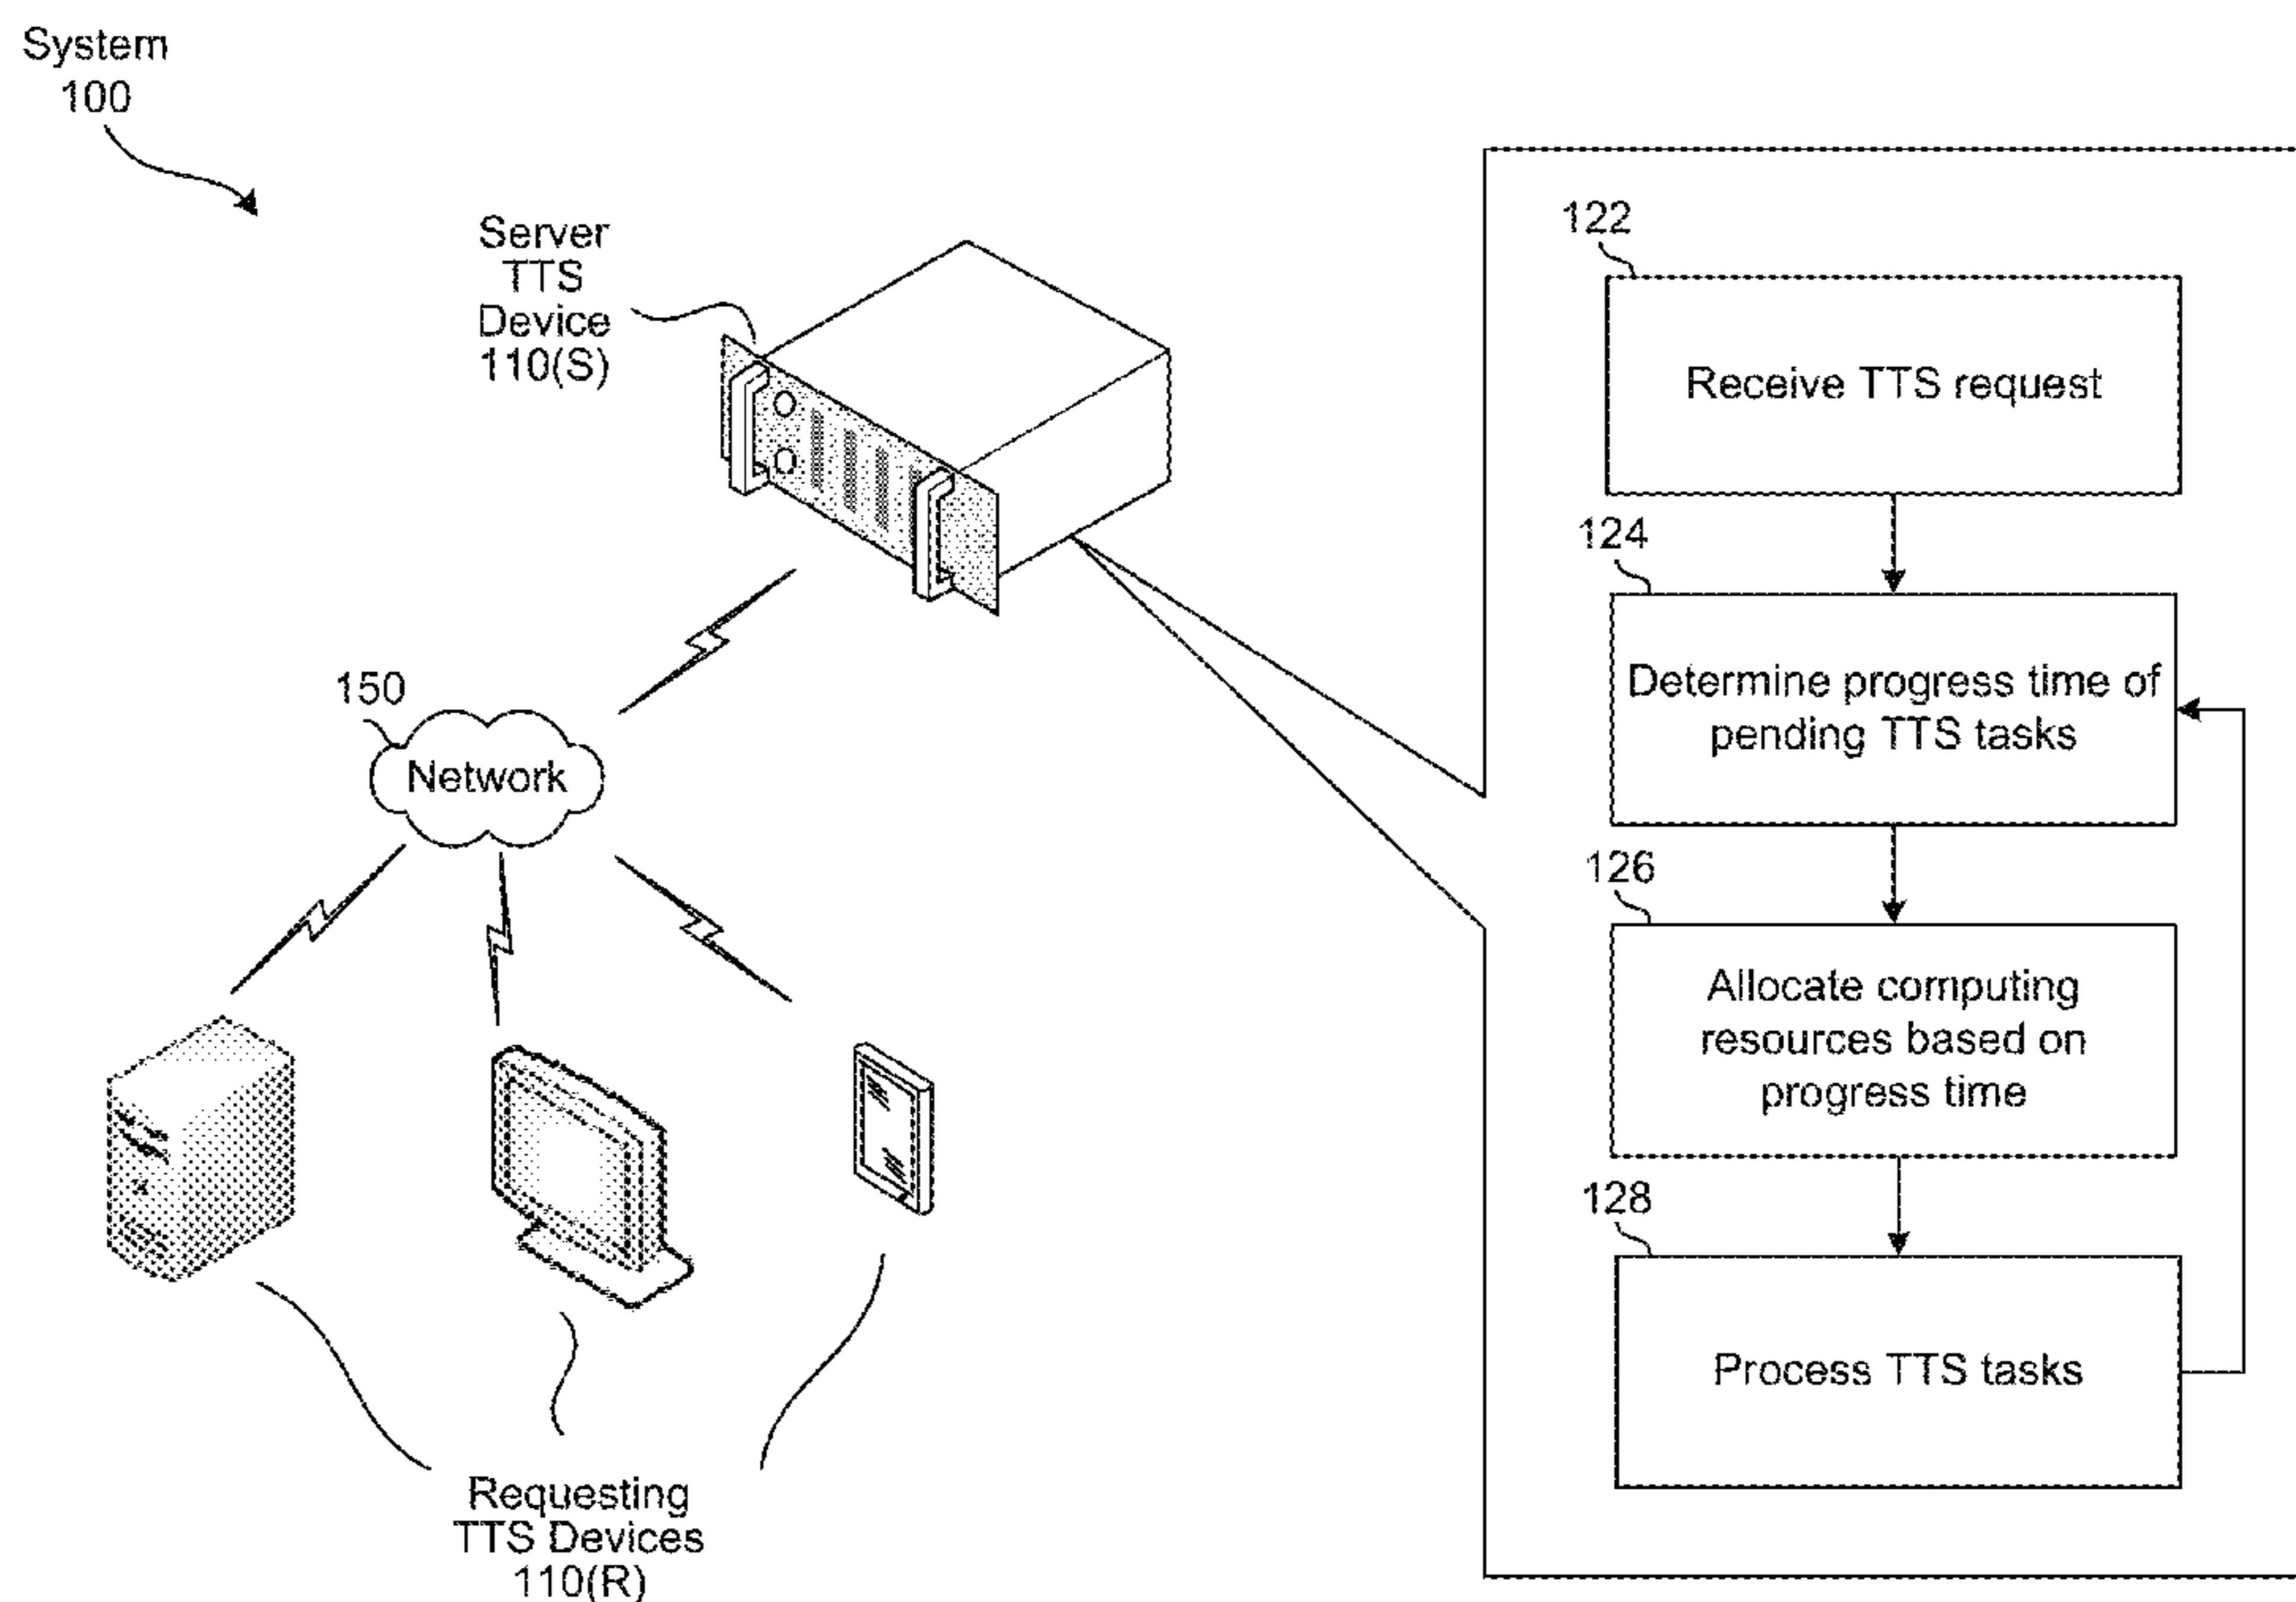 System
100
Server
TTS
Device
110(S)
150
Network
Requesting
TTS Devices
110(R)
122
Receive TTS request
124
Determine progress time of
pending TTS tasks
126
Allocate computing
resources based on
progress time
128
Process TTS tasks